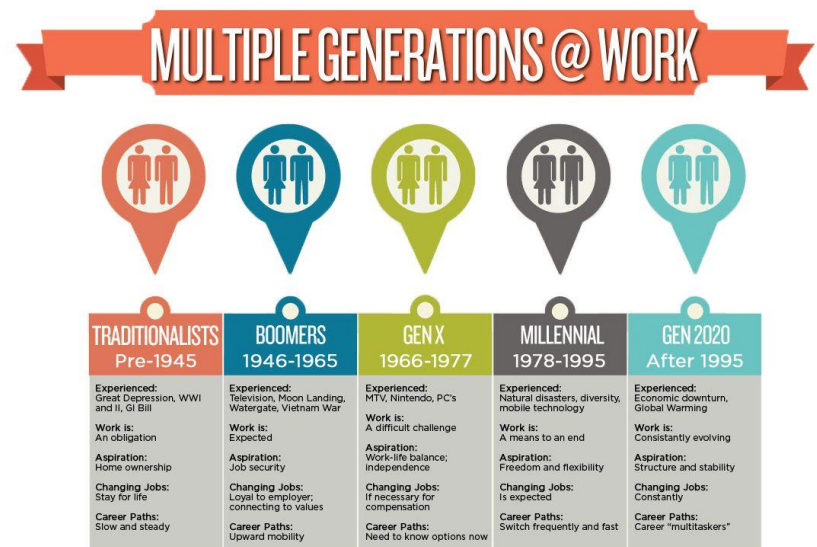 MULTIPLE GENERATIONS @ WORK
TRADITIONALISTS
Pre-1945
Experienced:
Great Depression, WWI
and II, GI Bill
Work is:
An obligation
Aspiration:
Home ownership
Changing Jobs:
Stay for life
Career Paths:
Slow and steady
BOOMERS
1946-1965
Experienced:
Television, Moon Landing,
Watergate, Vietnam War
Work is:
Expected
Aspiration:
Job security
Changing Jobs:
Loyal to employer;
connecting to values
Career Paths:
Upward mobility
GEN X
1966-1977
Experienced:
MTV, Nintendo, PC's
Work is:
A difficult challenge
Aspiration:
Work-life balance;
independence
Changing Jobs:
If necessary for
compensation
Career Paths:
Need to know options now
MILLENNIAL
1978-1995
Experienced:
Natural disasters, diversity,
mobile technology
Work is:
A means to an end
Aspiration:
Freedom and flexibility
Changing Jobs:
Is expected
Career Paths:
Switch frequently and fast
GEN 2020
After 1995
Experienced:
Economic downturn,
Global Warming
Work is:
Consistantly evolving
Aspiration:
Structure and stability
Changing Jobs:
Constantly
Career Paths:
Career "multitaskers"